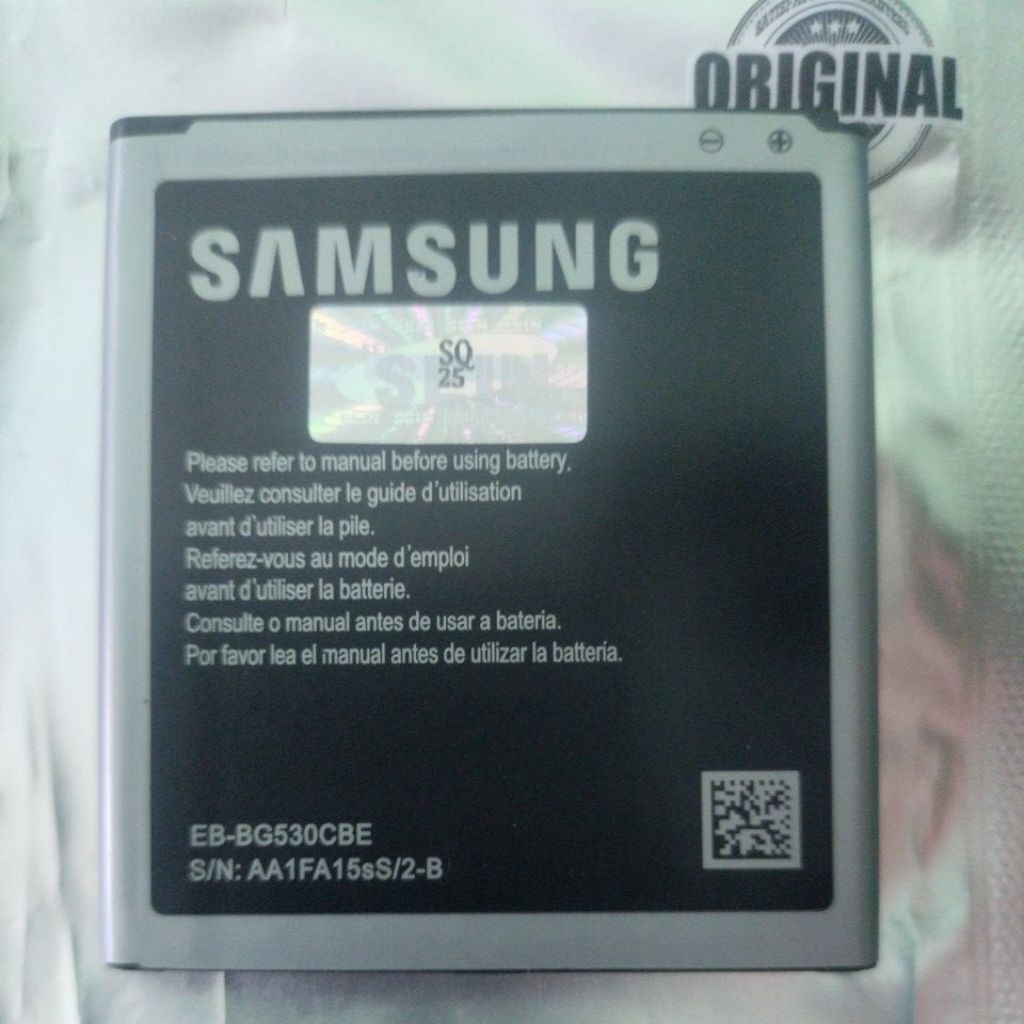 ORIGINAL
SAMSUNG
SQ
25
Please refer to manual before using battery.
Veuillez consulter le guide d'utilisation
avant d'utiliser la pile.
Referez-vous au mode d'emploi
avant d'utiliser la batterie.
Consulte o manual antes de usar a bateria.
Por favor lea el manual antes de utilizar la battería.
EB-BG530CBE
S/N: AA1FA15sS/2-B